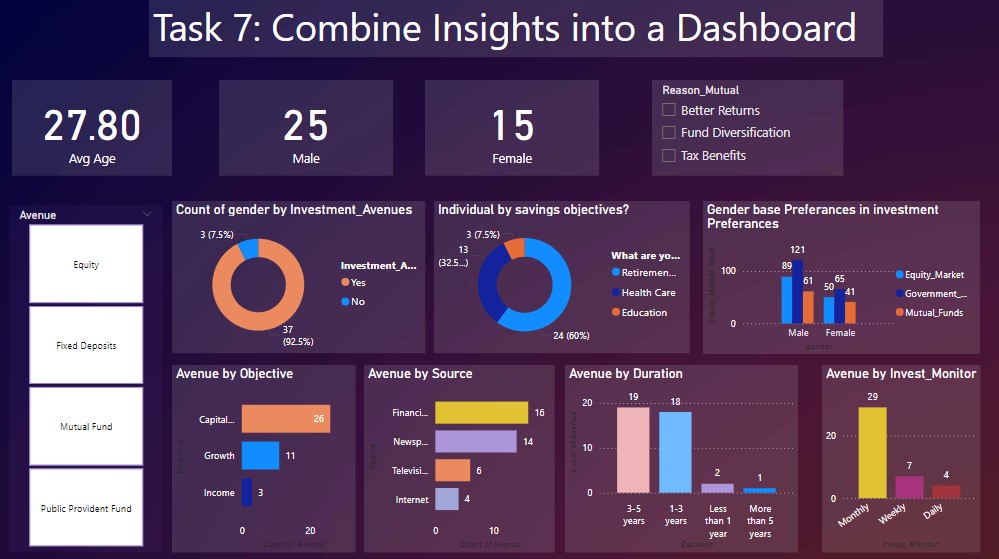 Task 7: Combine Insights into a Dashboard
27.80
Avg Age
25
Male
15
Female
Reason_Mutual
Better Returns
Fund Diversification
Tax Benefits
Avenue
Equity
Fixed Deposits
Mutual Fund
Public Provident Fund
Count of gender by Investment_Avenues
3 (7.5%)
37
(92.5%)
Investment_A...
Yes
No
Individual by savings objectives?
3 (7.5%)
13
(32.5...)
24 (60%)
What are yo...
Retiremen...
Health Care
Education
Gender base Preferances in investment
Preferances
100
0
89
121
61
50
65
41
Male
Female
gender
Equity_Market
Government_...
Mutual_Funds
Avenue by Objective
Objective
Capital...
26
Growth
11
Income
3
0
20
Count of Avenue
Avenue by Source
Source
Financi...
16
Newsp...
14
Televisi...
6
Internet
4
0
10
Count of Avenue
Avenue by Duration
Count of Avenue
20
10
0
19
18
2
1
3-5
years
1-3
years
Less
than 1
year
More
than 5
years
Duration
Avenue by Invest_Monitor
20
0
29
7
4
Monthly
Weekly
Daily
Invest_Monitor